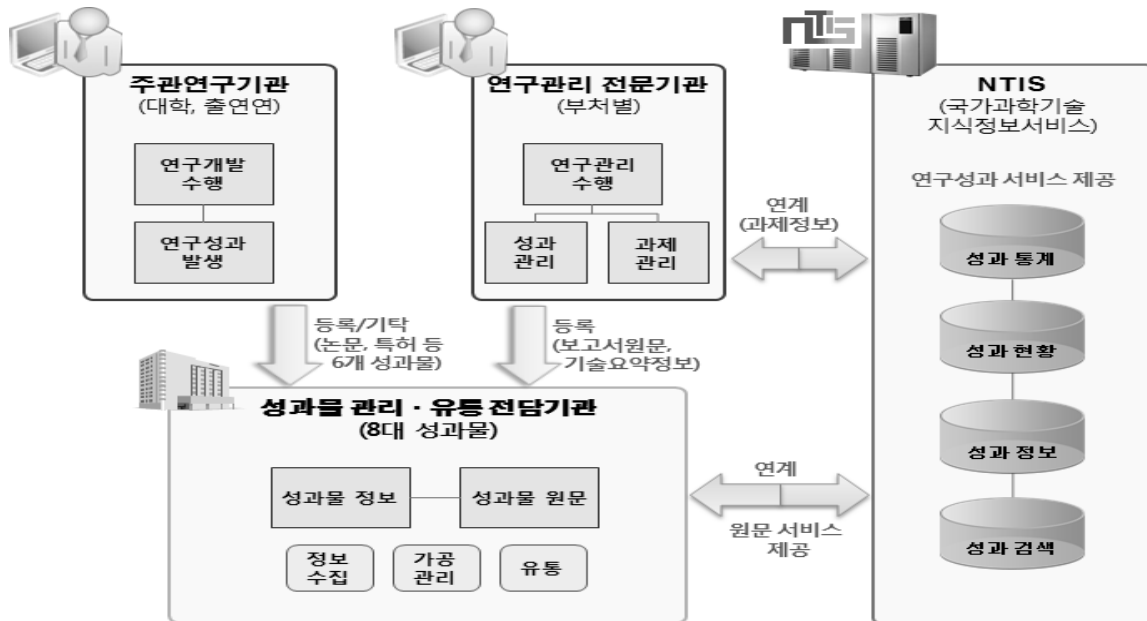 주관연구기관
(대학, 출연연)
연구개발
수행
연구성과
발생
연구관리 전문기관
(부처별)
연구관리
수행
성과
관리
과제
관리
연계
(과제정보)
NTiS
NTIS
(국가과학기술
지식정보서비스)
연구성과 서비스 제공
성과 통계
성과 현황
성과 정보
성과 검색
등록/기탁
(논문, 특허 등
6개 성과물)
등록
(보고서원문,
기술요약정보)
성과물 관리 · 유통 전담기관
(8대 성과물)
성과물 정보
성과물 원문
정보
수집
가공
관리
유통
연계
원문 서비스
제공